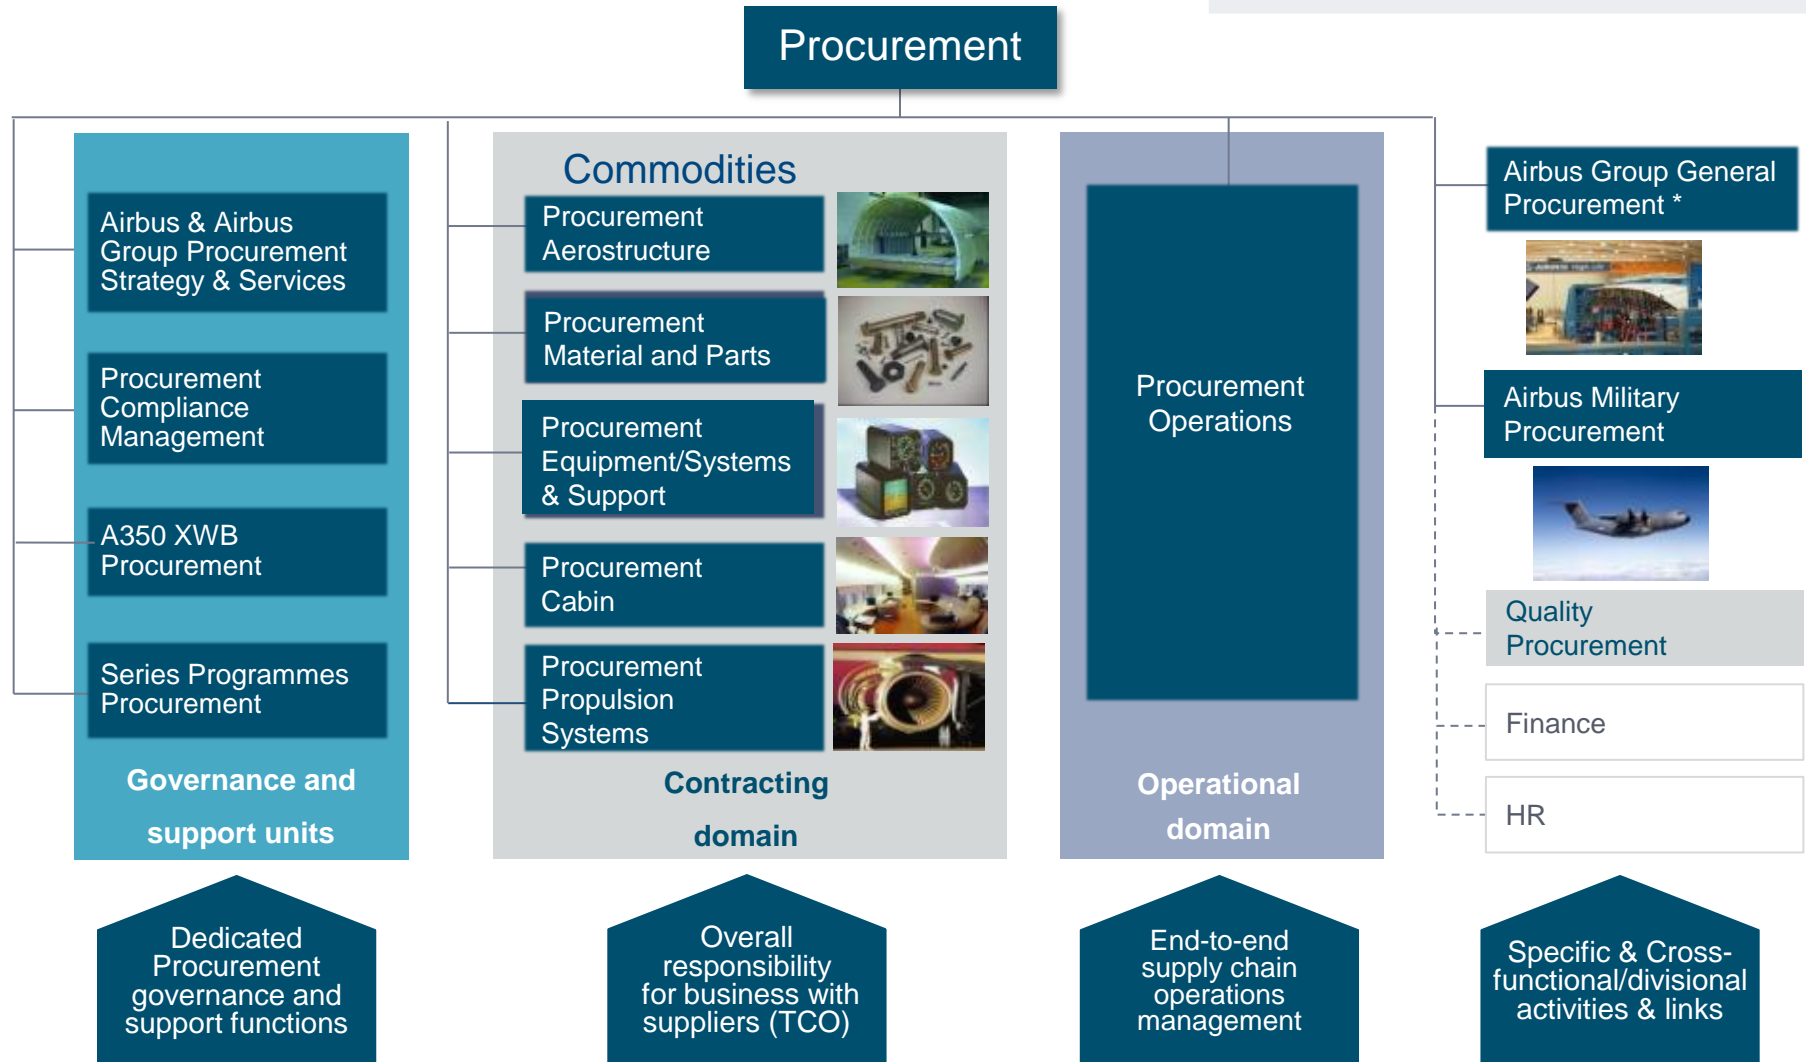 Procurement
Airbus & Airbus
Group Procurement
Strategy & Services
Procurement
Compliance
Management
A350 XWB
Procurement
Series Programmes
Procurement
Governance and
support units
Commodities
Procurement
Aerostructure
Procurement
Material and Parts
Procurement
Equipment/Systems
& Support
Procurement
Cabin
Procurement
Propulsion
Systems
Contracting
domain
Procurement
Operations
Operational
domain
Airbus Group General
Procurement *
Airbus Military
Procurement
Quality
Procurement
Finance
HR
Dedicated
Procurement
governance and
support functions
Overall
responsibility
for business with
suppliers (TCO)
End-to-end
supply chain
operations
management
Specific & Cross-
functional/divisional
activities & links